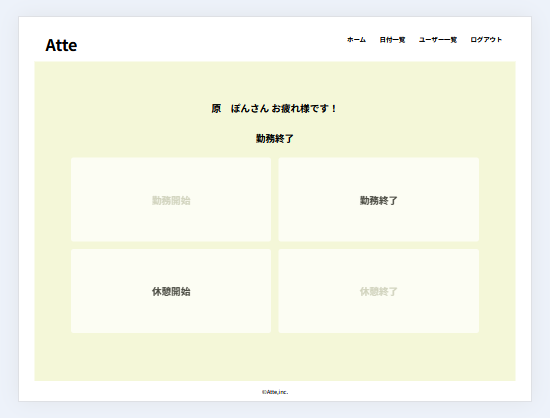 Atte
ホーム 日付一覧 ユーザー一覧 ログアウト
原　ぽんさん お疲れ様です！
勤務終了
勤務開始 勤務終了
休憩開始 休憩終了
©Atte,inc.